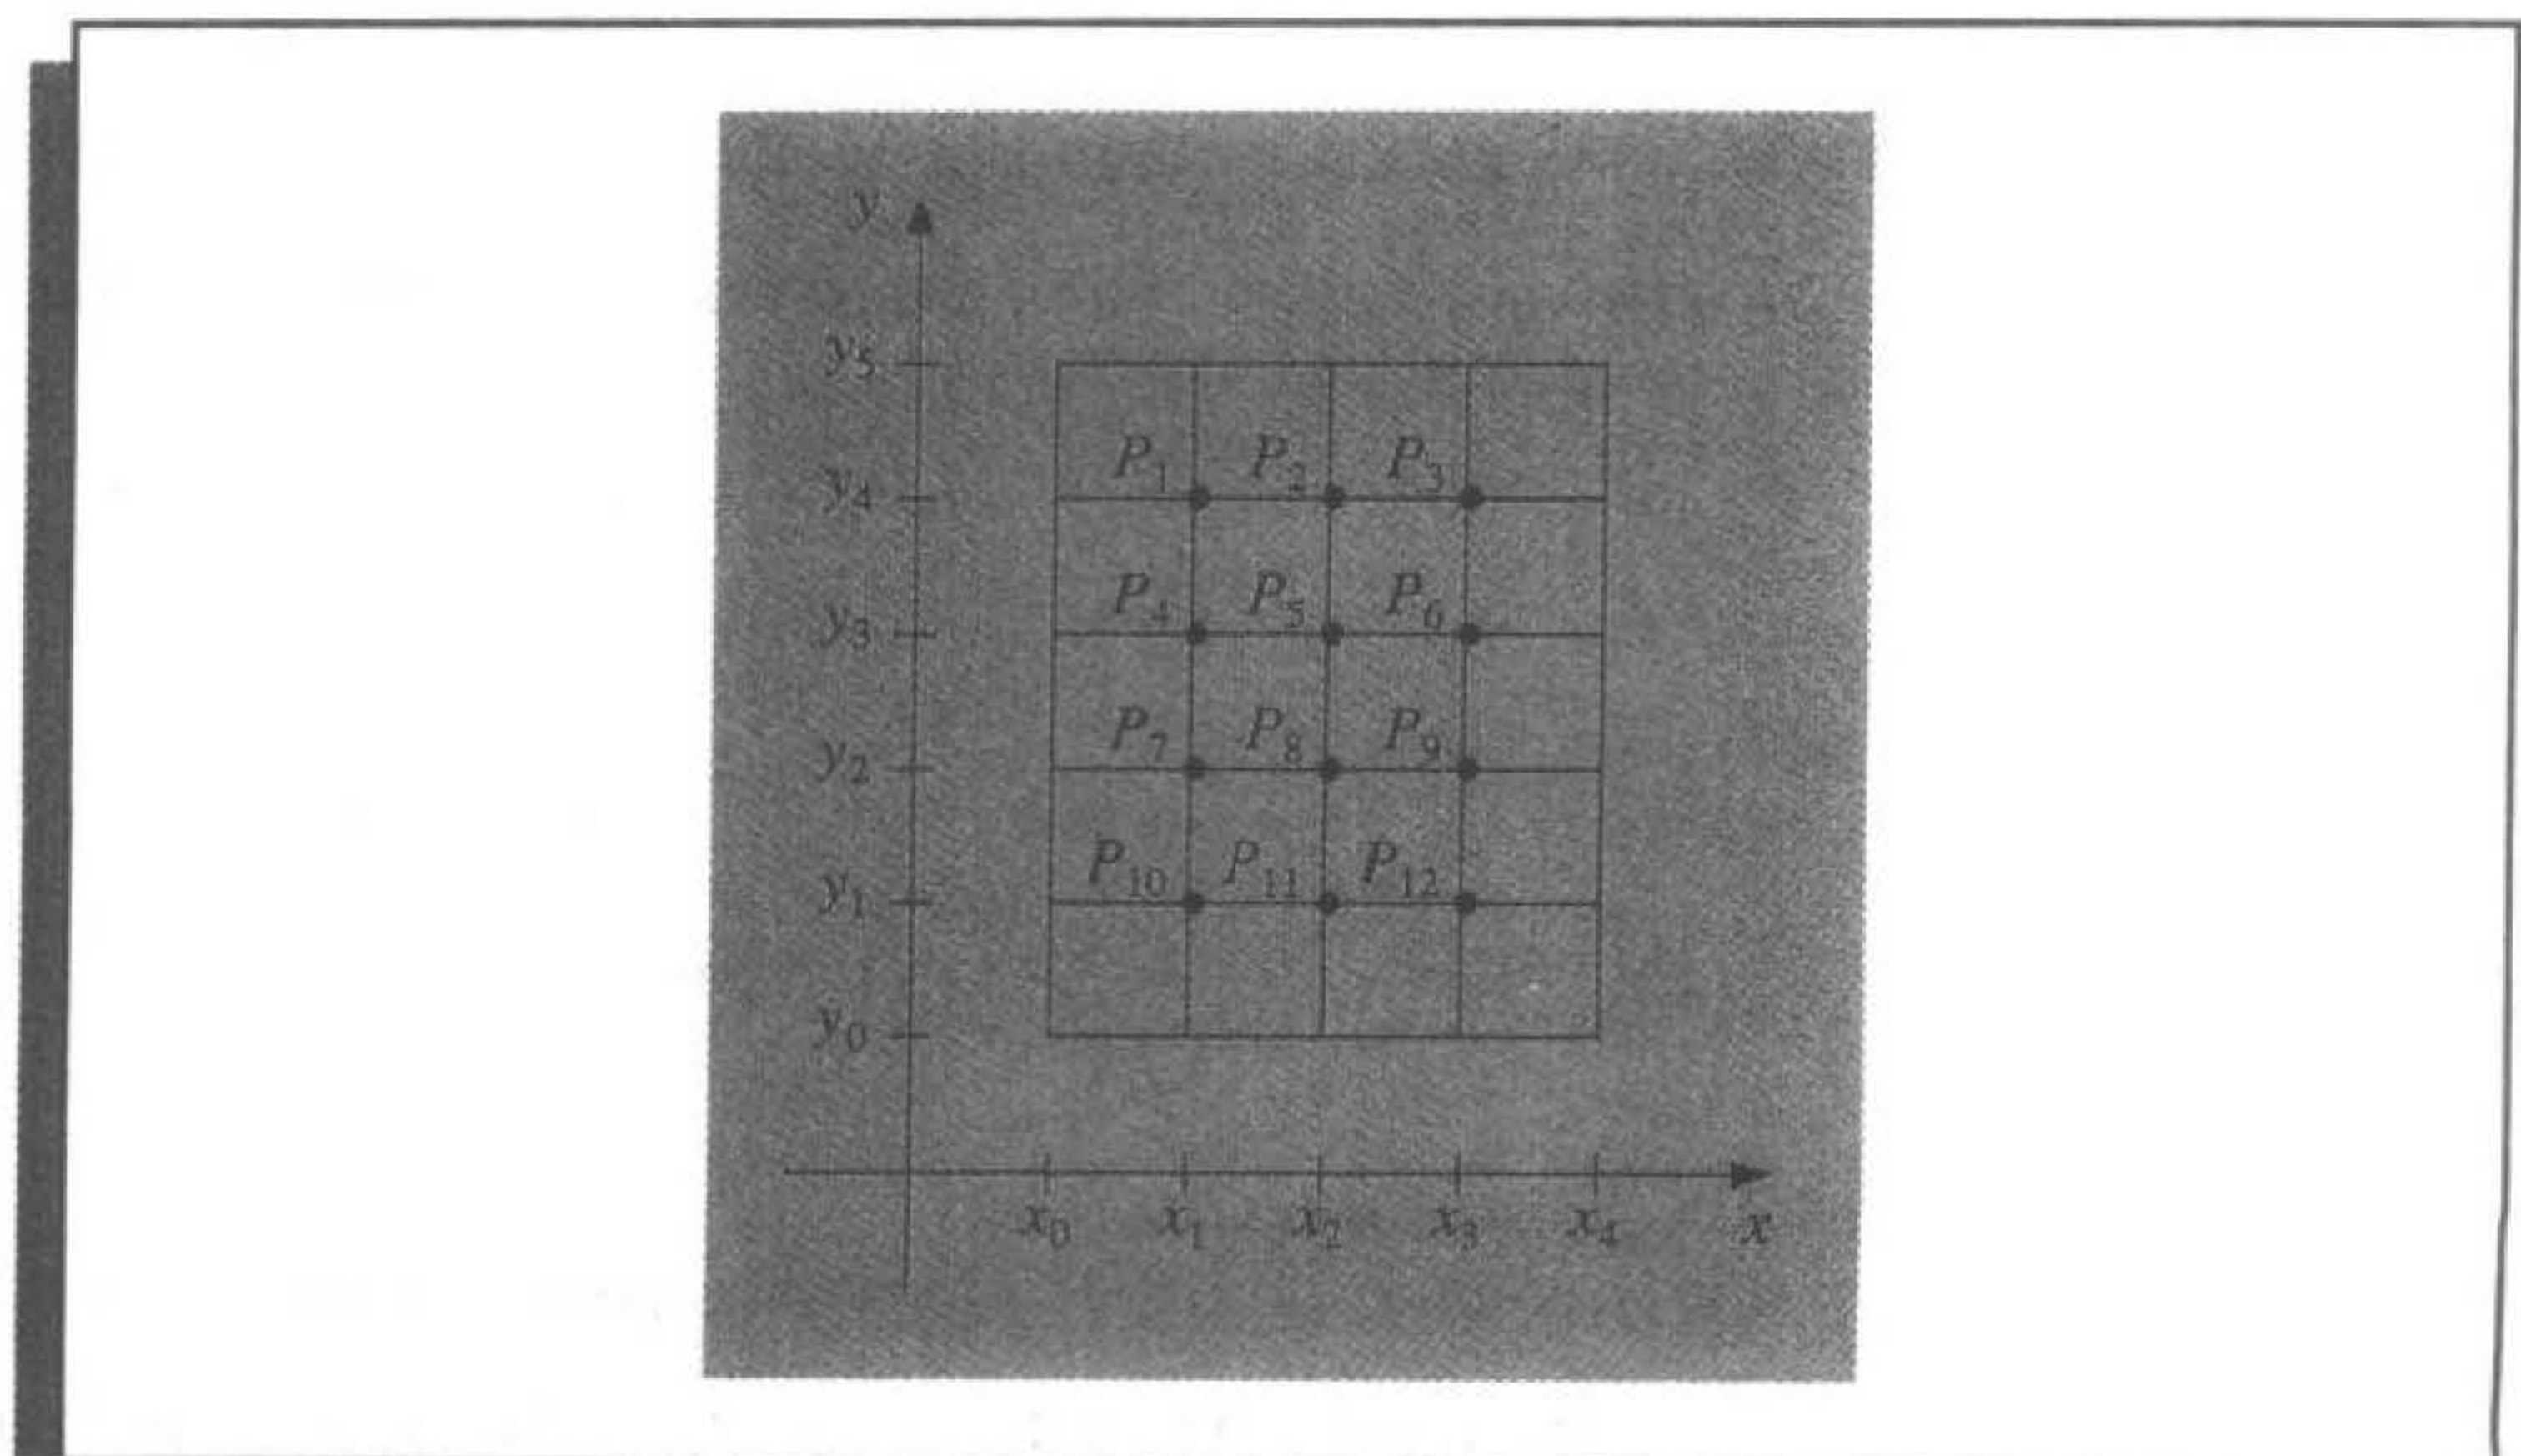 y
y₅
P₁ P₂ P₃
y₄
P₄ P₅ P₆
y₃
P₇ P₈ P₉
y₂
P₁₀ P₁₁ P₁₂
y₁
y₀
x₀ x₁ x₂ x₃ x₄ x